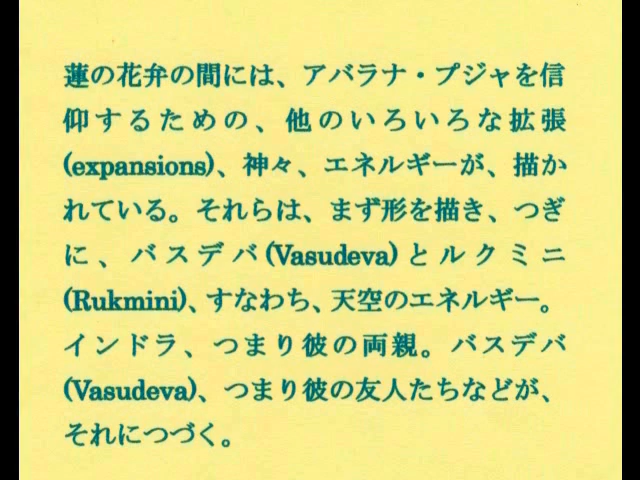 蓮の花弁の間には、アバラナ・プジャを信
仰するための、他のいろいろな拡張
(expansions)、神々、エネルギーが、描か
れている。それらは、まず形を描き、つぎ
に、バスデバ(Vasudeva)とルクミニ
(Rukmini)、すなわち、天空のエネルギー。
インドラ、つまり彼の両親。バスデバ
(Vasudeva)、つまり彼の友人たちなどが、
それにつづく。